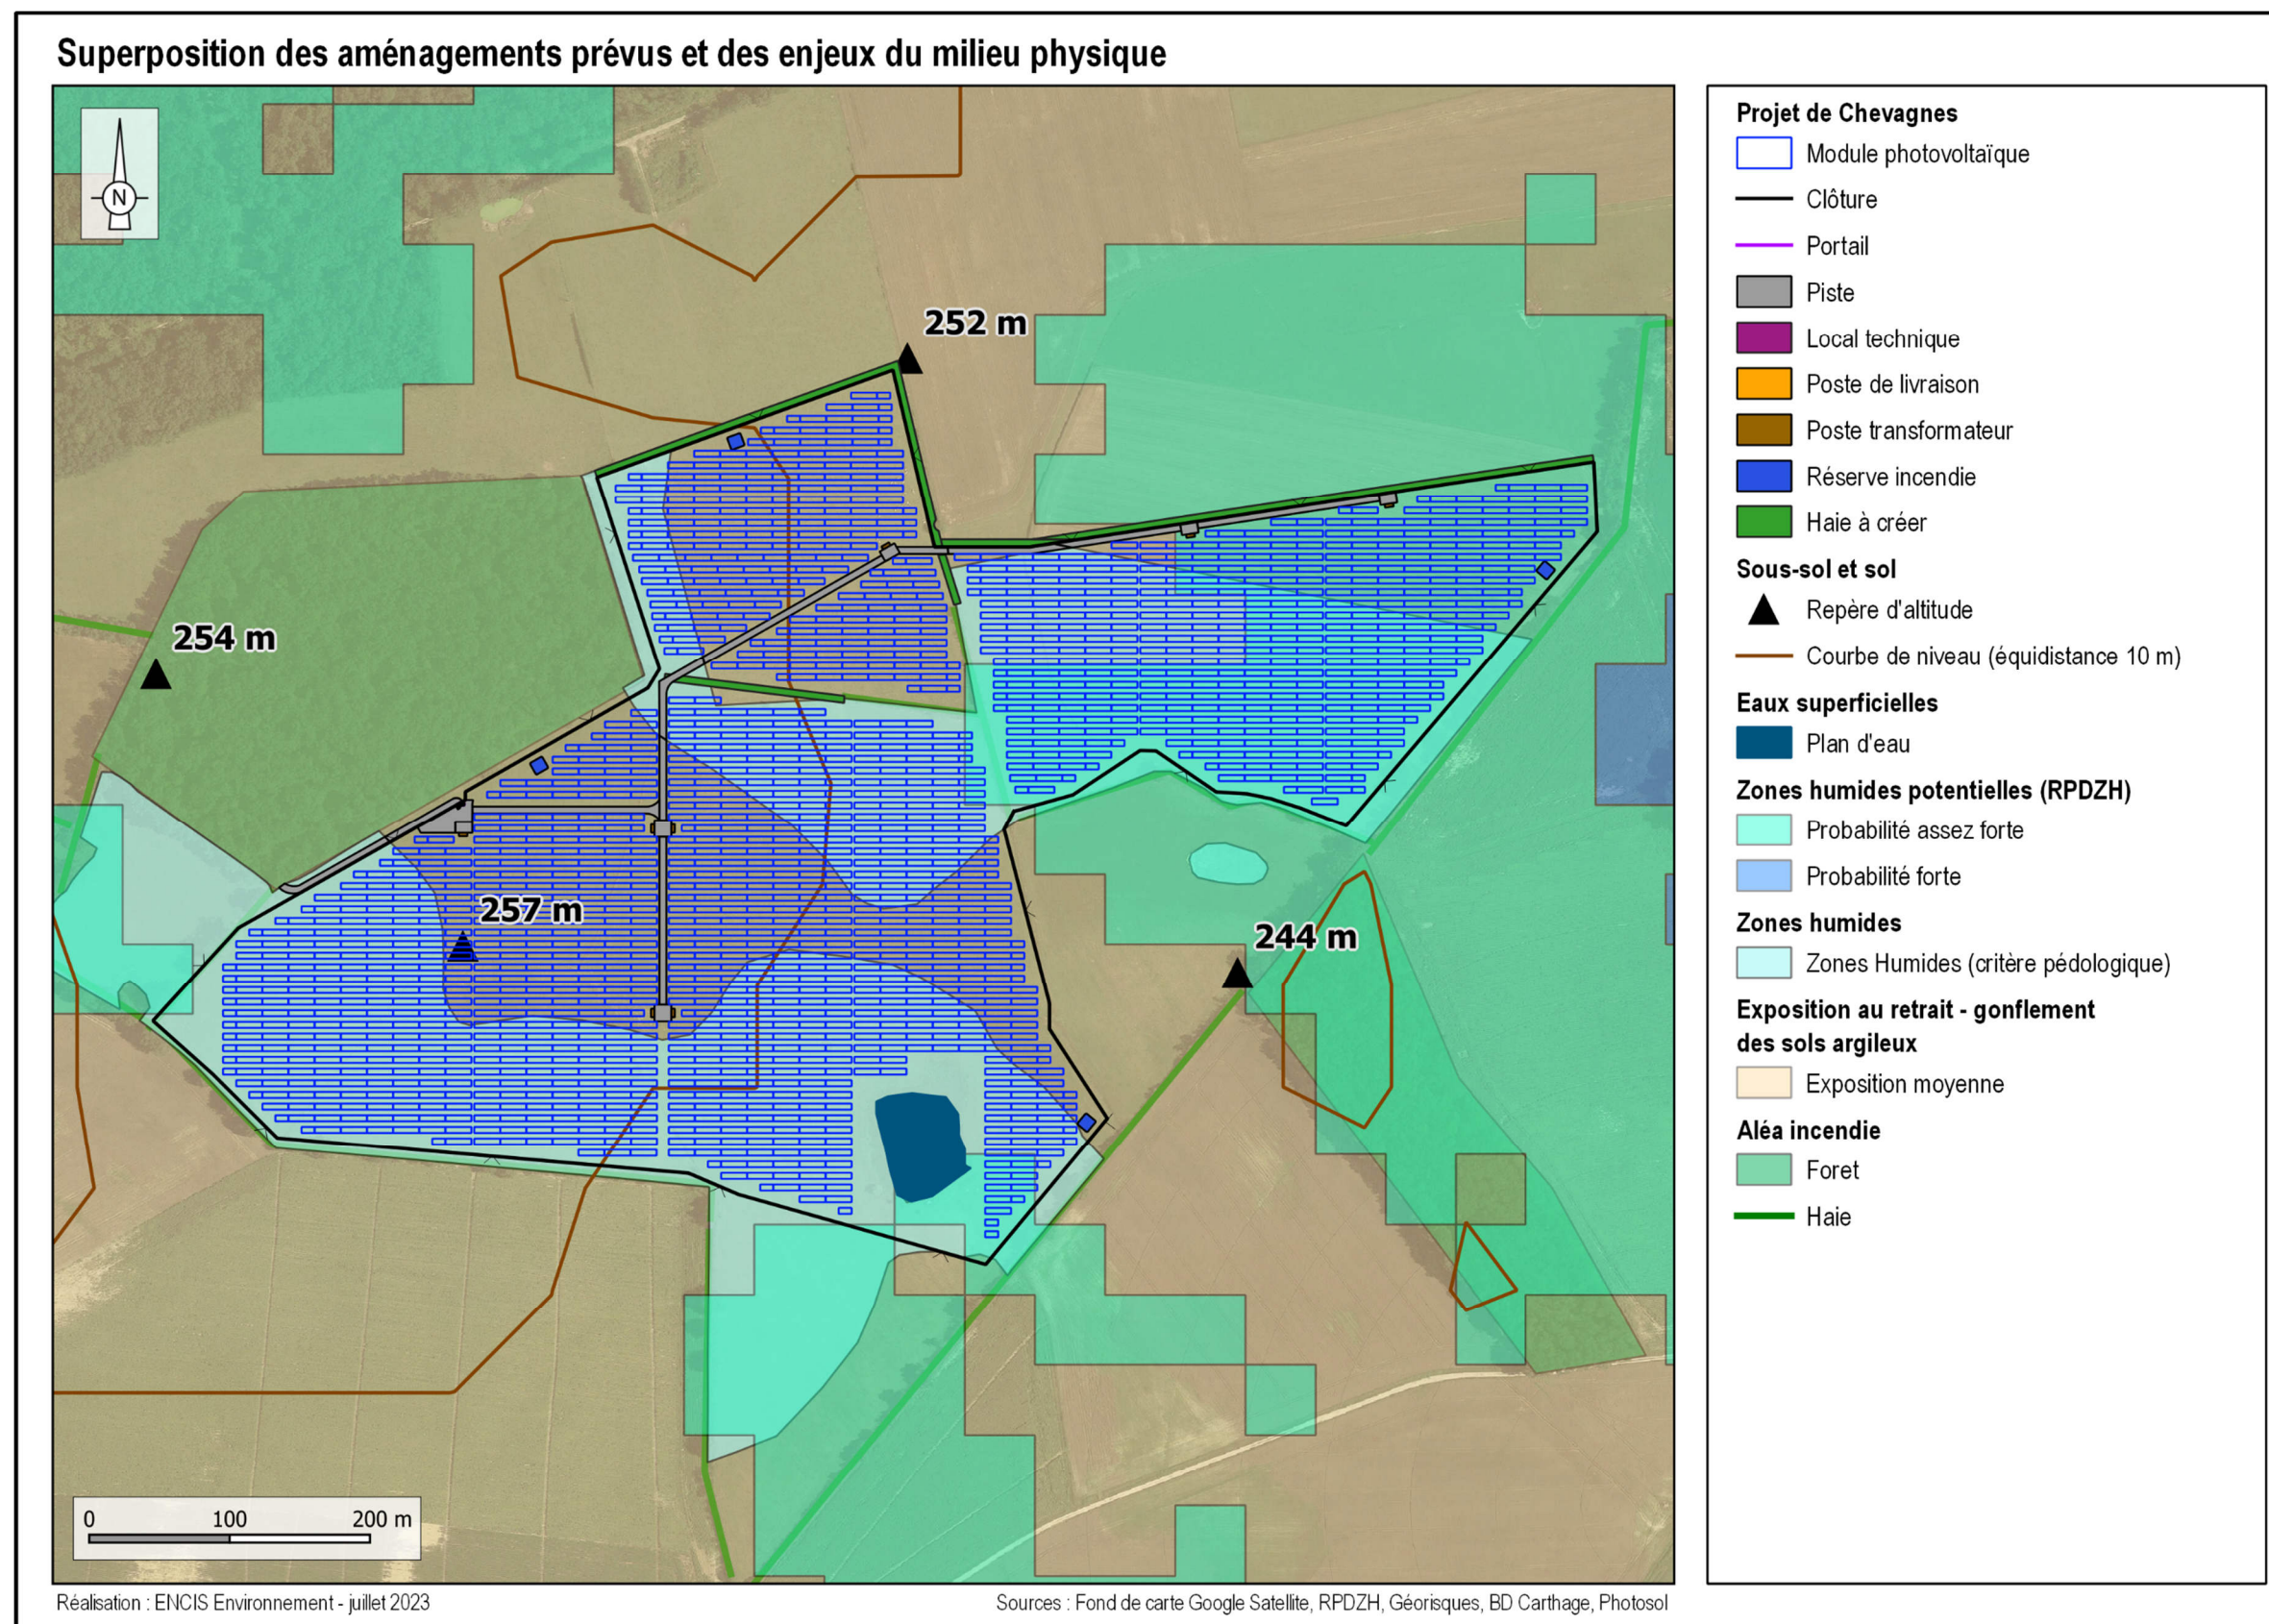 Superposition des aménagements prévus et des enjeux du milieu physique
N
252 m
254 m
257 m
244 m
0 100 200 m
Réalisation : ENCIS Environnement - juillet 2023
Sources : Fond de carte Google Satellite, RPDZH, Géorisques, BD Carthage, Photosol
Projet de Chevagnes
Module photovoltaïque
Clôture
Portail
Piste
Local technique
Poste de livraison
Poste transformateur
Réserve incendie
Haie à créer
Sous-sol et sol
Repère d'altitude
Courbe de niveau (équidistance 10 m)
Eaux superficielles
Plan d'eau
Zones humides potentielles (RPDZH)
Probabilité assez forte
Probabilité forte
Zones humides
Zones Humides (critère pédologique)
Exposition au retrait - gonflement
des sols argileux
Exposition moyenne
Aléa incendie
Foret
Haie